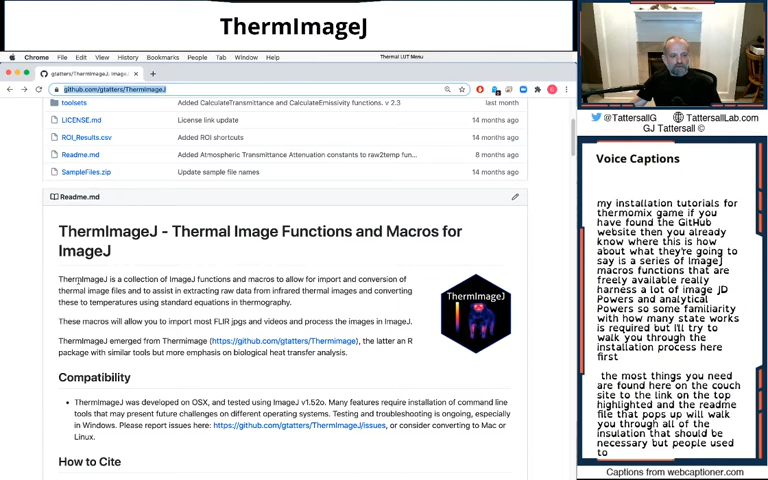 ThermImageJ
Chrome File Edit View History Bookmarks People Tab Window Help
Thermal LUT Menu
gtatters/ThermImageJ: ImageJ
github.com/gtatters/ThermImageJ
toolsets Added CalculateTransmittance and CalculateEmissivity functions. v 2.3 last month
LICENSE.md License link update 14 months ago
ROI_Results.csv Added ROI shortcuts 14 months ago
Readme.md Added Atmospheric Transmittance Attenuation constants to raw2temp fun... 8 months ago
SampleFiles.zip Update sample file names 14 months ago
Readme.md
ThermImageJ - Thermal Image Functions and Macros for
ImageJ
ThermImageJ is a collection of ImageJ functions and macros to allow for import and conversion of
thermal image files and to assist in extracting raw data from infrared thermal images and converting
these to temperatures using standard equations in thermography.
These macros will allow you to import most FLIR jpgs and videos and process the images in ImageJ.
ThermImageJ emerged from Thermimage (https://github.com/gtatters/Thermimage), the latter an R
package with similar tools but more emphasis on biological heat transfer analysis.
ThermImageJ
Compatibility
• ThermImageJ was developed on OSX, and tested using ImageJ v1.52o. Many features require installation of command line
tools that may present future challenges on different operating systems. Testing and troubleshooting is ongoing, especially
in Windows. Please report issues here: https://github.com/gtatters/ThermImageJ/issues, or consider converting to Mac or
Linux.
How to Cite
@TattersallG TattersallLab.com
GJ Tattersall ©
Voice Captions
my installation tutorials for
thermomix game if you
have found the GitHub
website then you already
know where this is how
about what they're going to
say is a series of ImageJ
macros functions that are
freely available really
harness a lot of image JD
Powers and analytical
Powers so some familiarity
with how many state works
is required but I'll try to
walk you through the
installation process here
first
the most things you need
are found here on the couch
site to the link on the top
highlighted and the readme
file that pops up will walk
you through all of the
insulation that should be
necessary but people used
to
Captions from webcaptioner.com